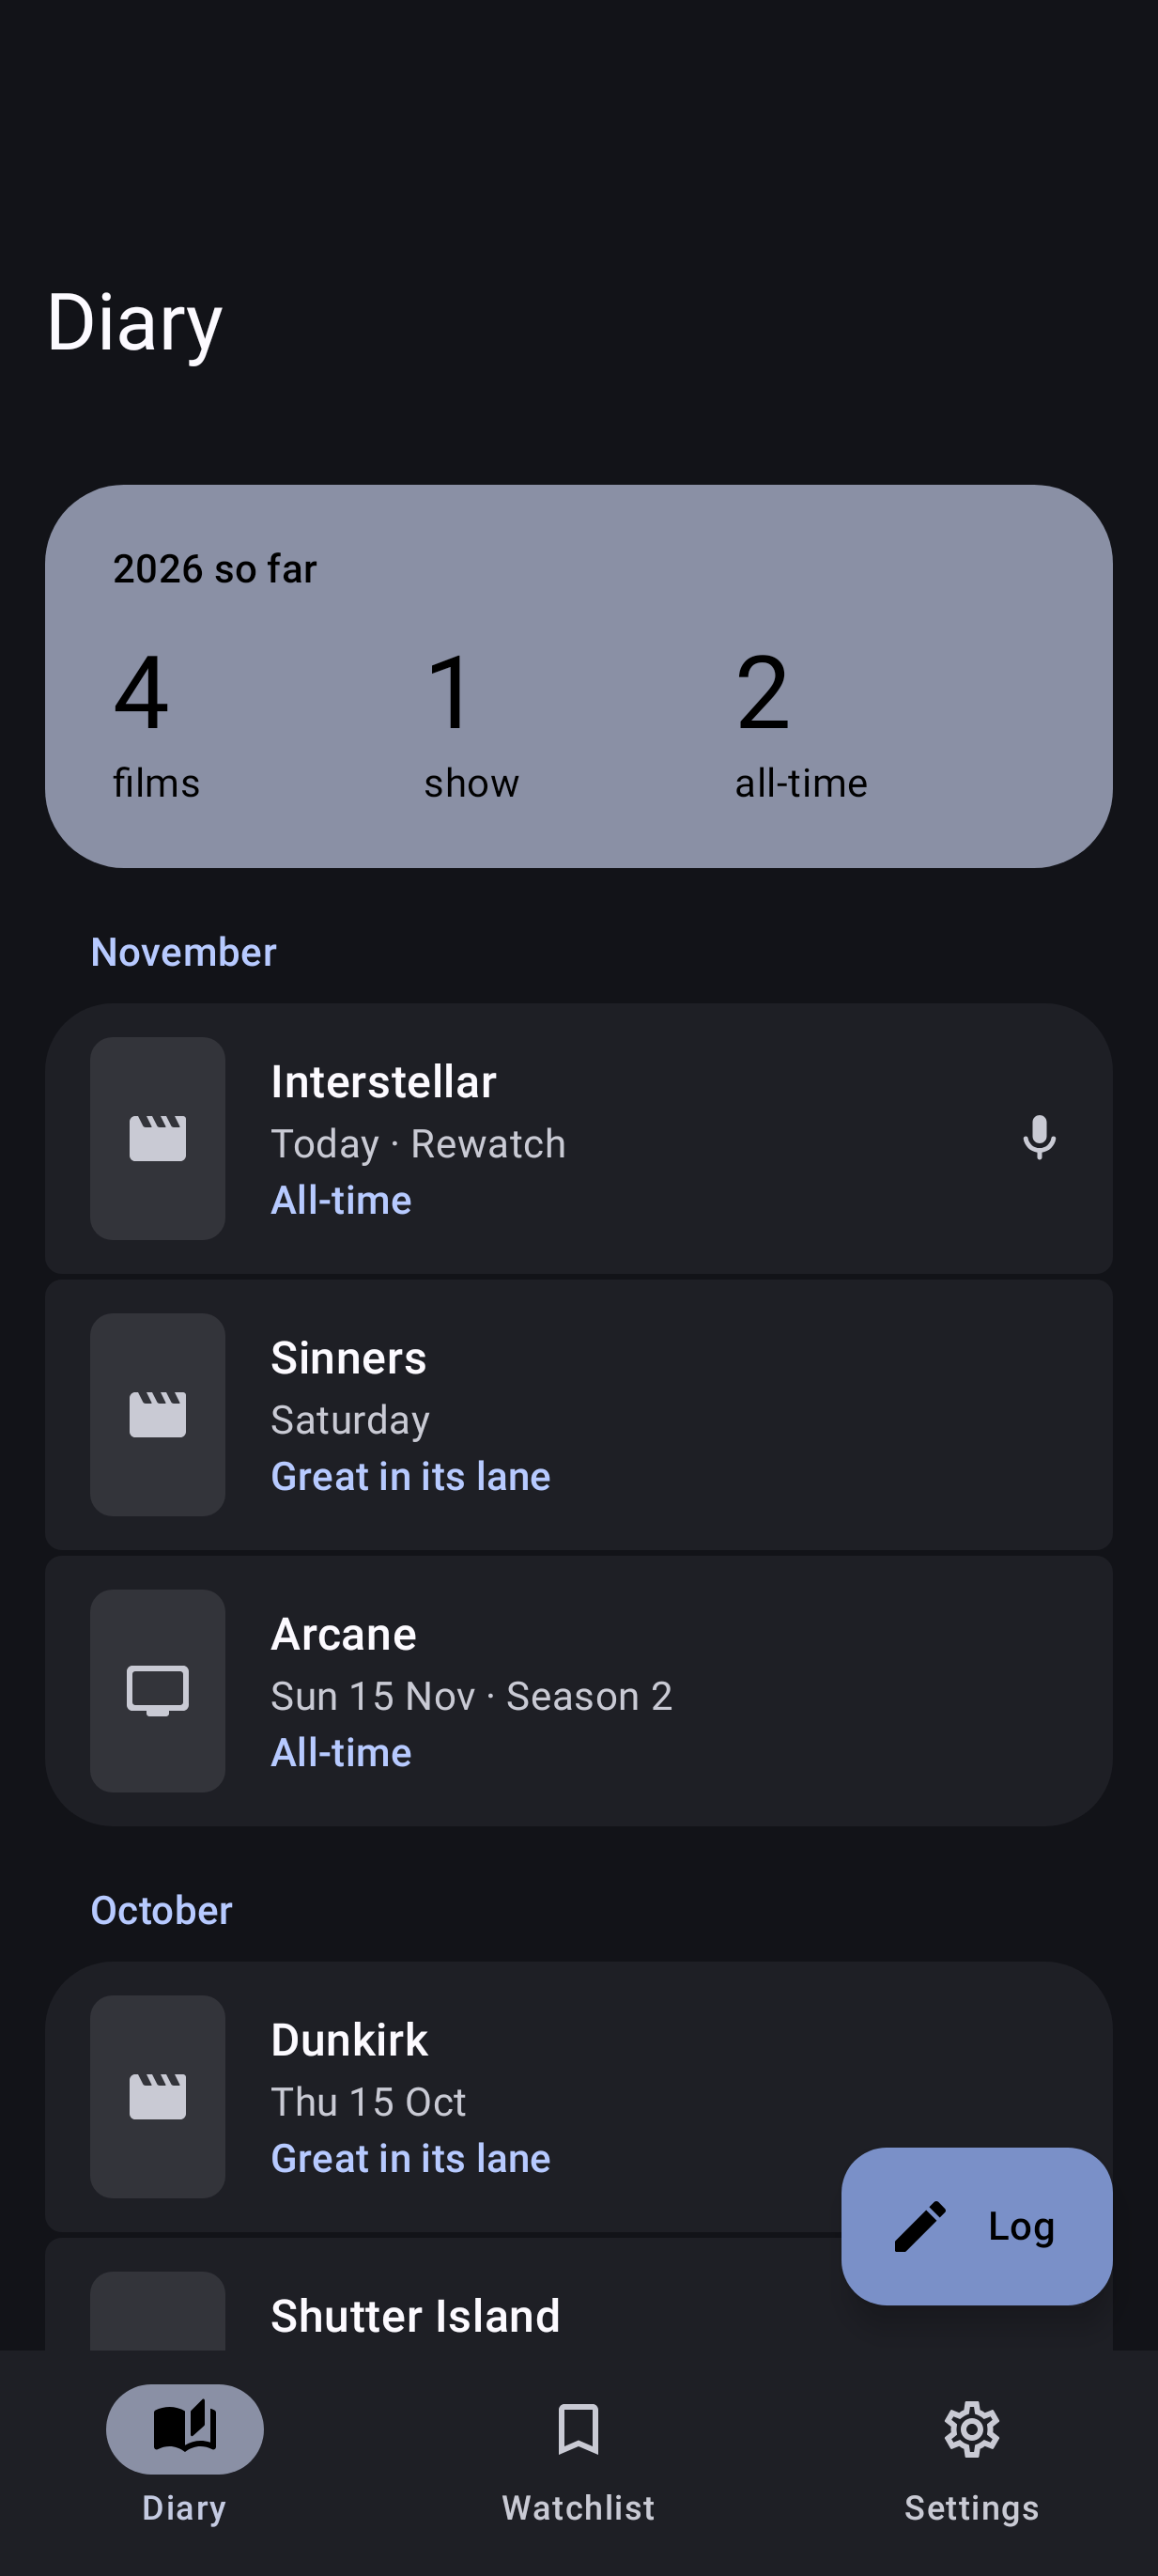 Diary
2026 so far
4
films
1
show
2
all-time
November
Interstellar
Today · Rewatch
All-time
Sinners
Saturday
Great in its lane
Arcane
Sun 15 Nov · Season 2
All-time
October
Dunkirk
Thu 15 Oct
Great in its lane
Log
Shutter Island
Diary
Watchlist
Settings